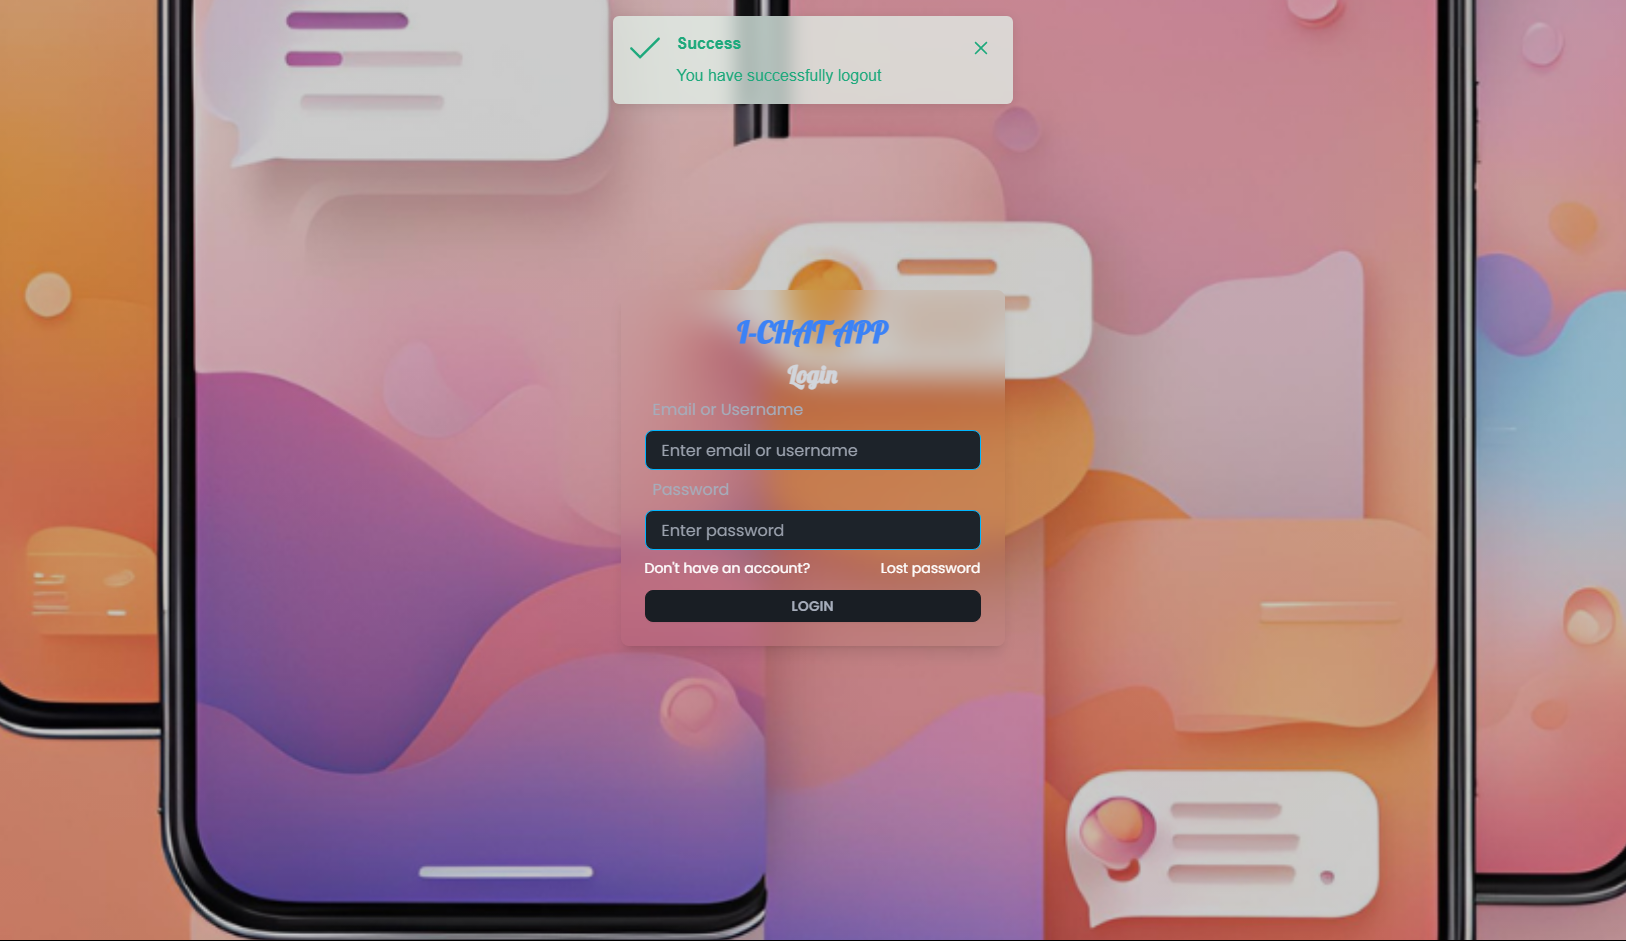 Success
You have successfully logout
I-CHAT APP
Login
Email or Username
Enter email or username
Password
Enter password
Don't have an account? Lost password
LOGIN